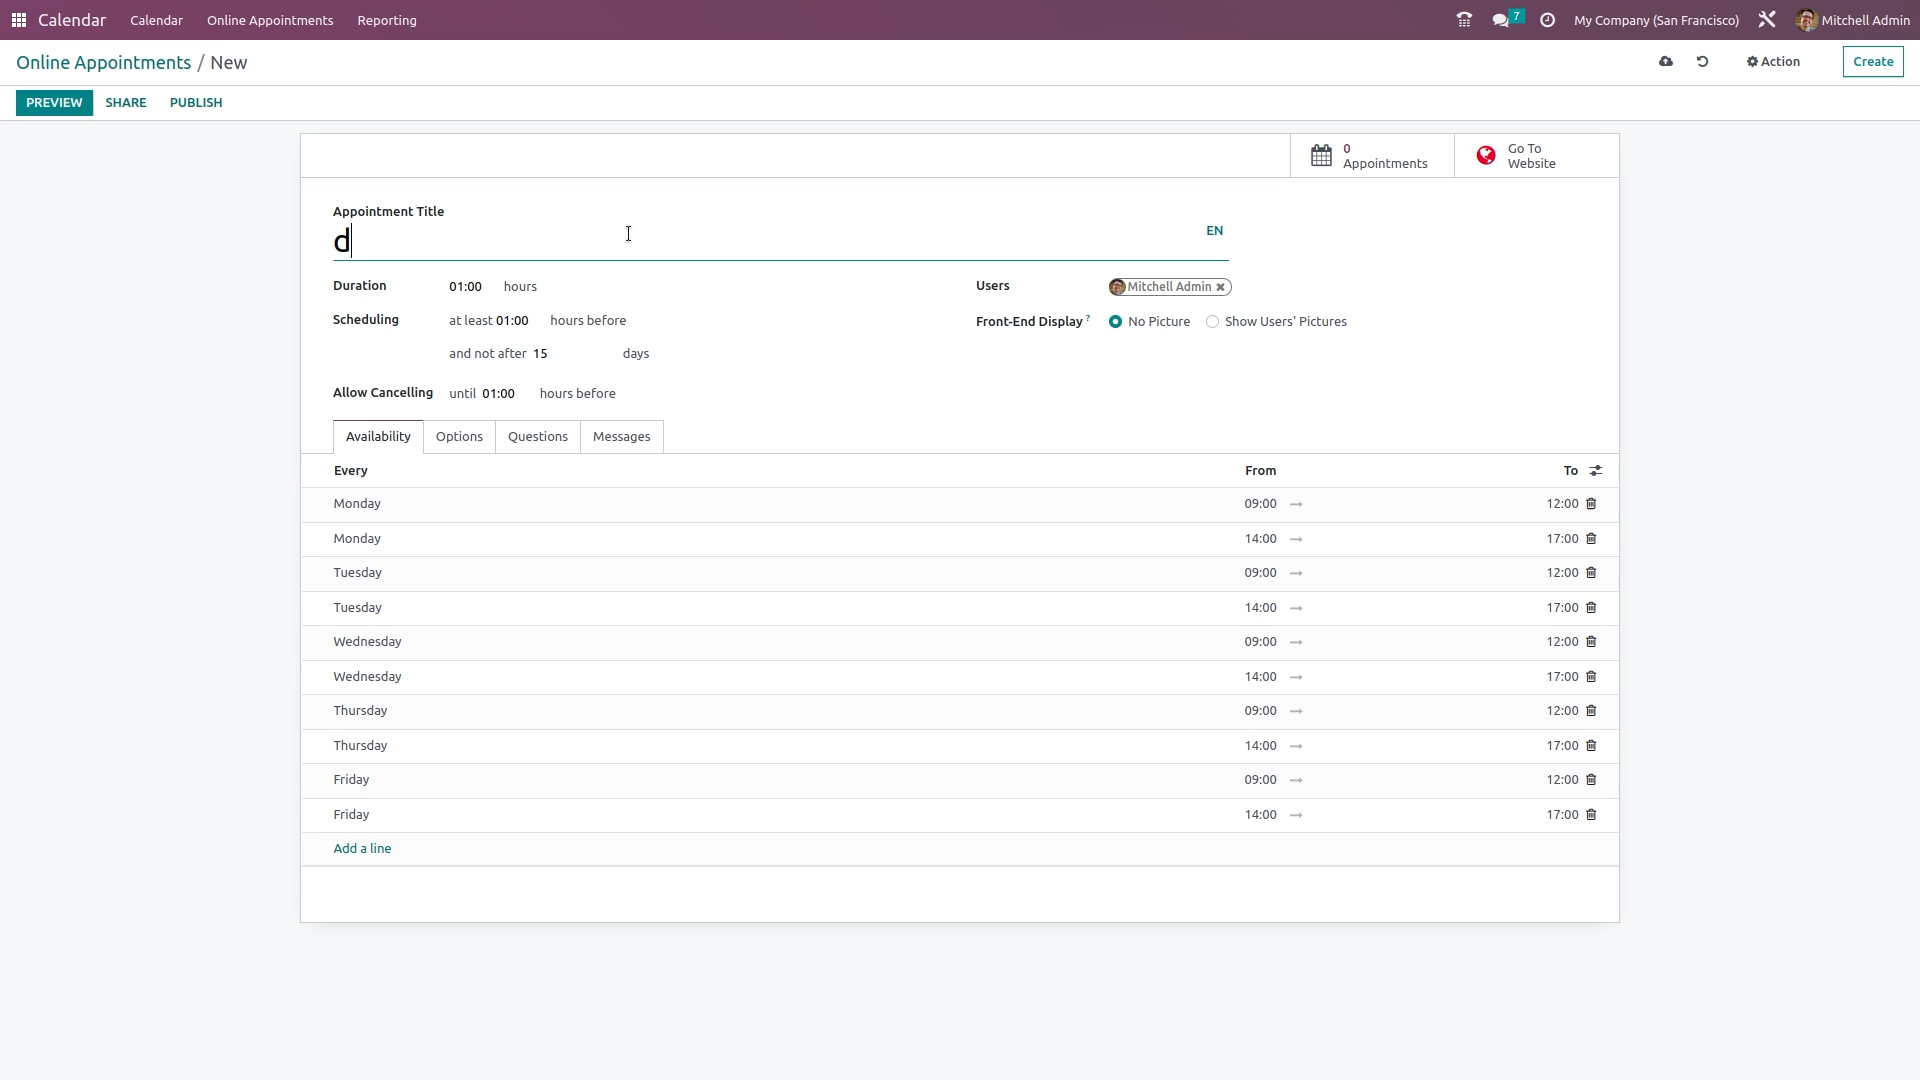 Calendar Calendar Online Appointments Reporting 7 My Company (San Francisco) Mitchell Admin
Online Appointments / New Action Create
PREVIEW SHARE PUBLISH
0
Appointments
Go To
Website
Appointment Title
d EN
Duration 01:00 hours Users Mitchell Admin
Scheduling at least 01:00 hours before Front-End Display ? No Picture Show Users' Pictures
and not after 15 days
Allow Cancelling until 01:00 hours before
Availability Options Questions Messages
Every From To
Monday 09:00 → 12:00
Monday 14:00 → 17:00
Tuesday 09:00 → 12:00
Tuesday 14:00 → 17:00
Wednesday 09:00 → 12:00
Wednesday 14:00 → 17:00
Thursday 09:00 → 12:00
Thursday 14:00 → 17:00
Friday 09:00 → 12:00
Friday 14:00 → 17:00
Add a line